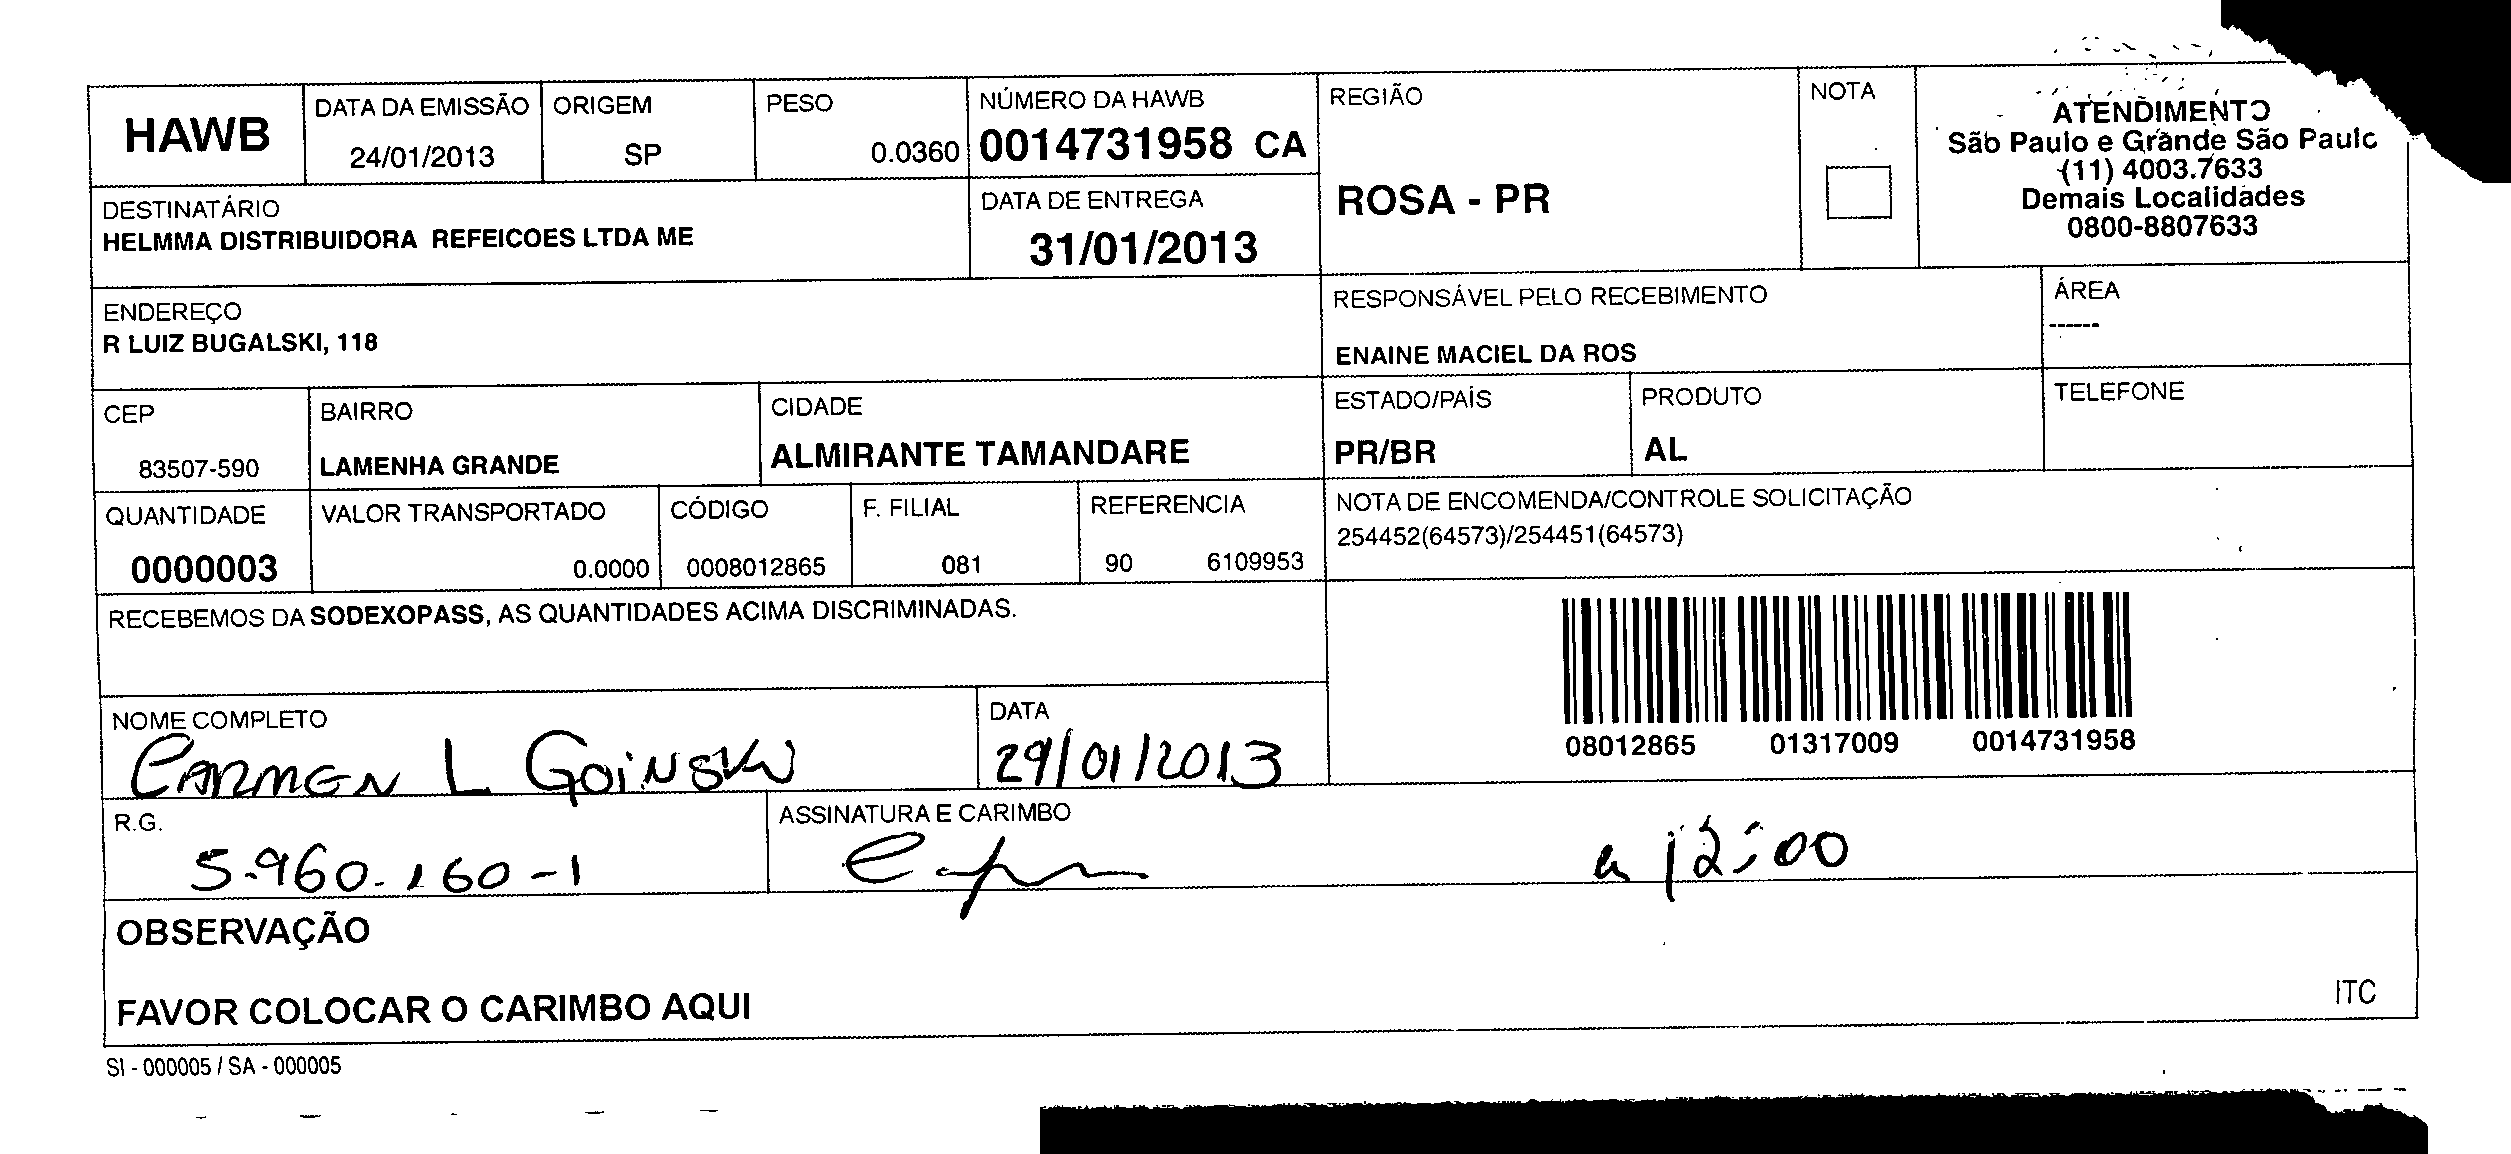 HAWB
DATA DA EMISSÃO
24/01/2013
ORIGEM
SP
PESO
0.0360
NÚMERO DA HAWB
0014731958 CA
REGIÃO
ROSA - PR
NOTA
ATENDIMENTO
São Paulo e Grande São Paulo
(11) 4003.7633
Demais Localidades
0800-8807633
DESTINATÁRIO
HELMMA DISTRIBUIDORA REFEICOES LTDA ME
DATA DE ENTREGA
31/01/2013
ENDEREÇO
R LUIZ BUGALSKI, 118
RESPONSÁVEL PELO RECEBIMENTO
ENAINE MACIEL DA ROS
ÁREA
------
CEP
83507-590
BAIRRO
LAMENHA GRANDE
CIDADE
ALMIRANTE TAMANDARE
ESTADO/PAÍS
PR/BR
PRODUTO
AL
TELEFONE
QUANTIDADE
0000003
VALOR TRANSPORTADO
0.0000
CÓDIGO
0008012865
F. FILIAL
081
REFERENCIA
90 6109953
NOTA DE ENCOMENDA/CONTROLE SOLICITAÇÃO
254452(64573)/254451(64573)
RECEBEMOS DA SODEXOPASS, AS QUANTIDADES ACIMA DISCRIMINADAS.
08012865 01317009 0014731958
NOME COMPLETO
CARMEN L GOINSKI
DATA
29/01/2013
R.G.
5.960.160-1
ASSINATURA E CARIMBO
12:00
OBSERVAÇÃO
FAVOR COLOCAR O CARIMBO AQUI
ITC
SI - 000005 / SA - 000005